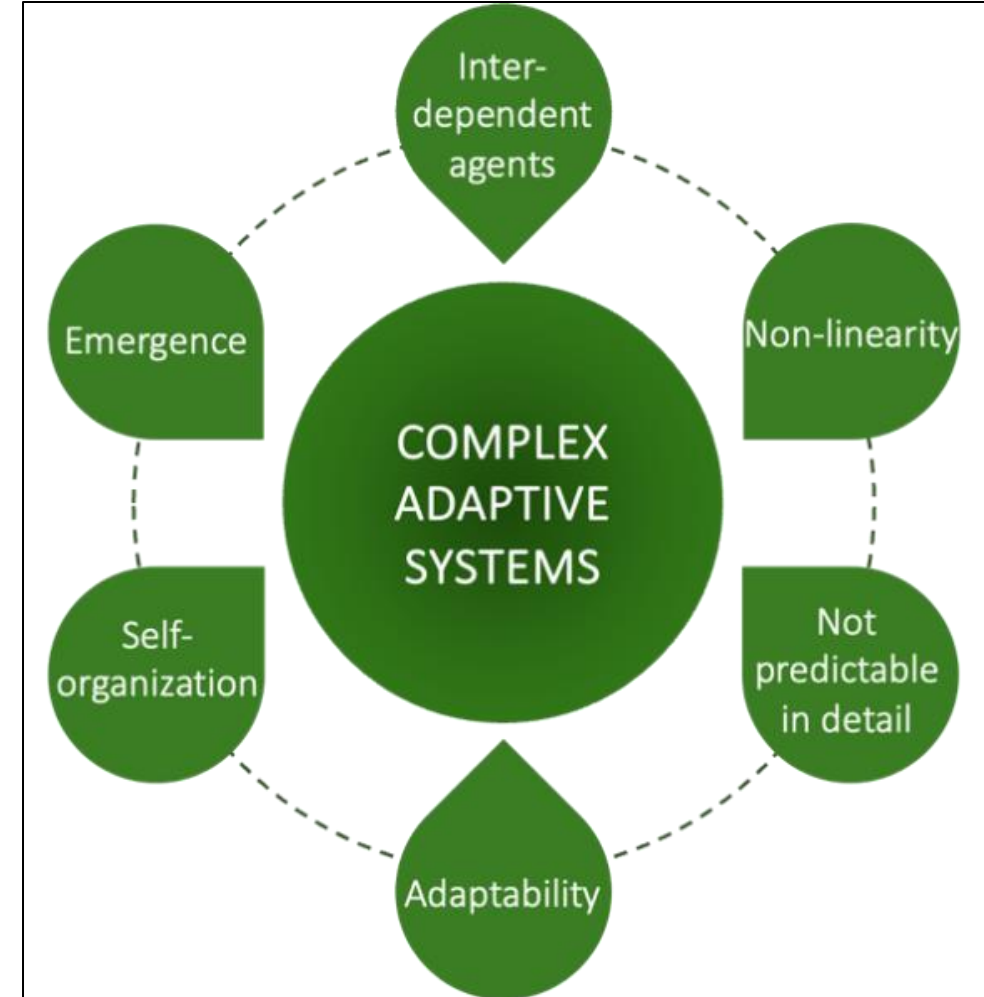 Inter-
dependent
agents
Emergence
Non-linearity
COMPLEX
ADAPTIVE
SYSTEMS
Self-
organization
Not
predictable
in detail
Adaptability